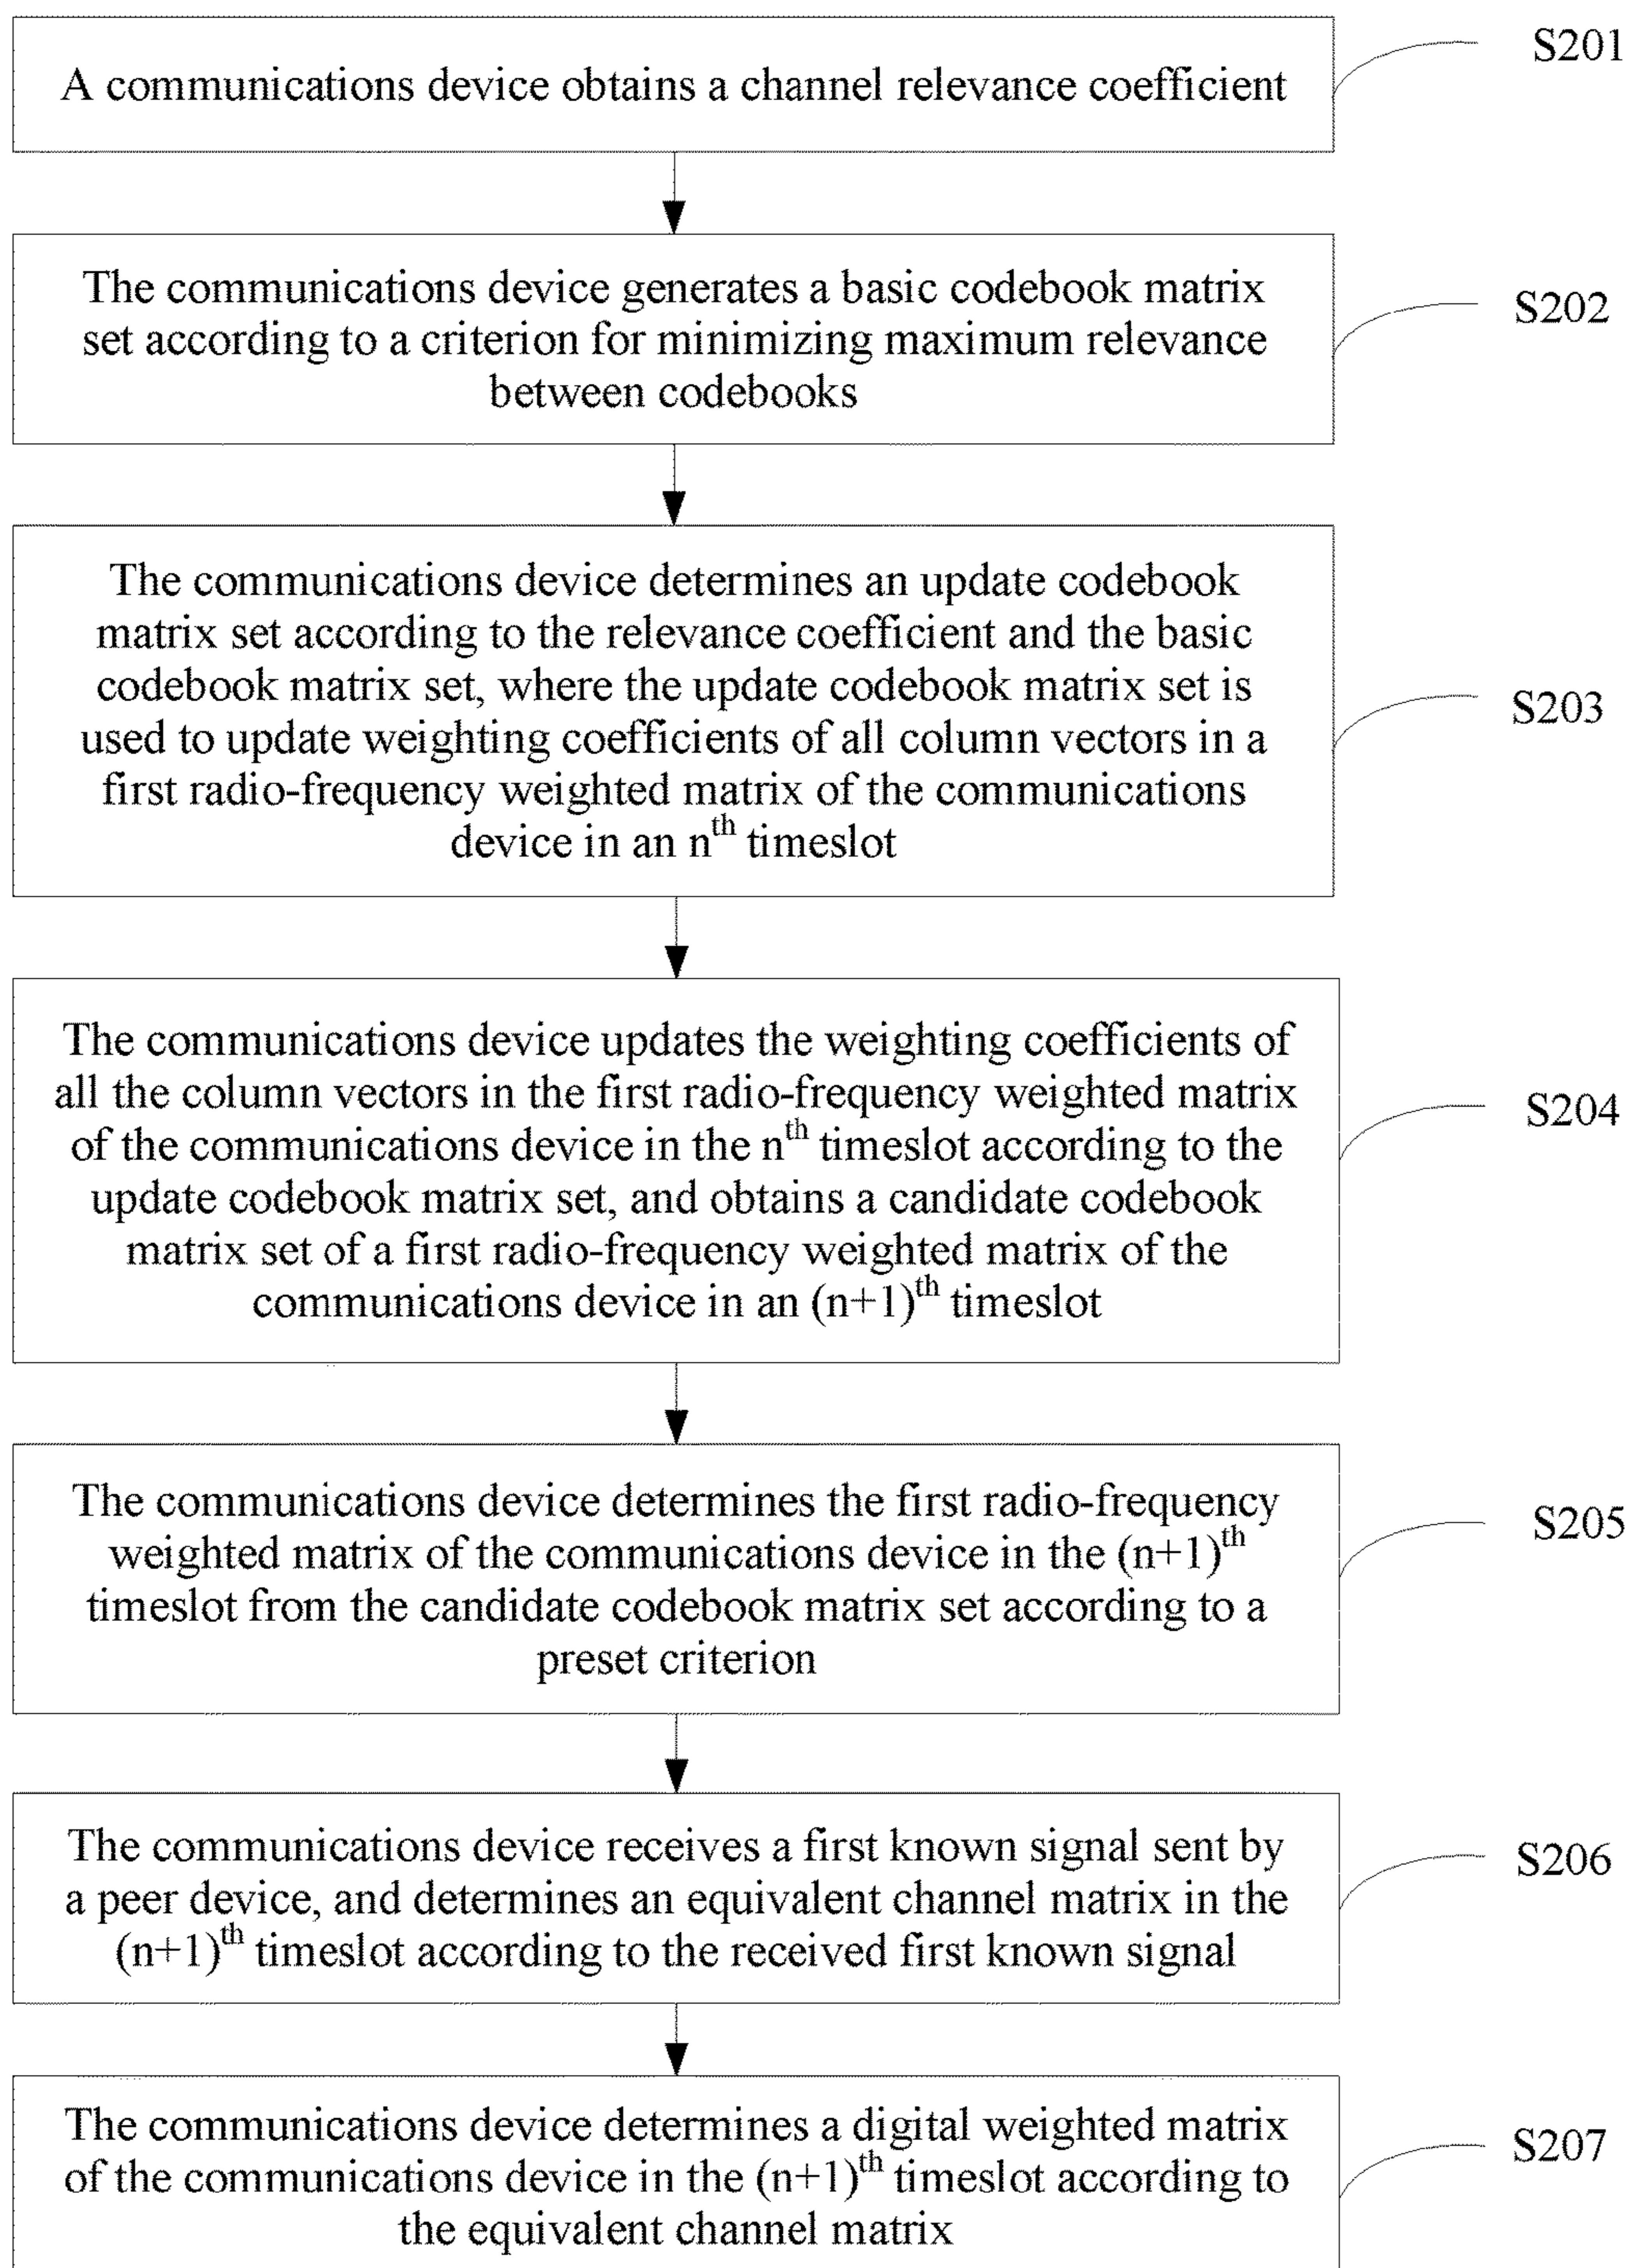 A communications device obtains a channel relevance coefficient
S201
The communications device generates a basic codebook matrix
set according to a criterion for minimizing maximum relevance
between codebooks
S202
The communications device determines an update codebook
matrix set according to the relevance coefficient and the basic
codebook matrix set, where the update codebook matrix set is
used to update weighting coefficients of all column vectors in a
first radio-frequency weighted matrix of the communications
device in an nth timeslot
S203
The communications device updates the weighting coefficients of
all the column vectors in the first radio-frequency weighted matrix
of the communications device in the nth timeslot according to the
update codebook matrix set, and obtains a candidate codebook
matrix set of a first radio-frequency weighted matrix of the
communications device in an (n+1)th timeslot
S204
The communications device determines the first radio-frequency
weighted matrix of the communications device in the (n+1)th
timeslot from the candidate codebook matrix set according to a
preset criterion
S205
The communications device receives a first known signal sent by
a peer device, and determines an equivalent channel matrix in the
(n+1)th timeslot according to the received first known signal
S206
The communications device determines a digital weighted matrix
of the communications device in the (n+1)th timeslot according to
the equivalent channel matrix
S207